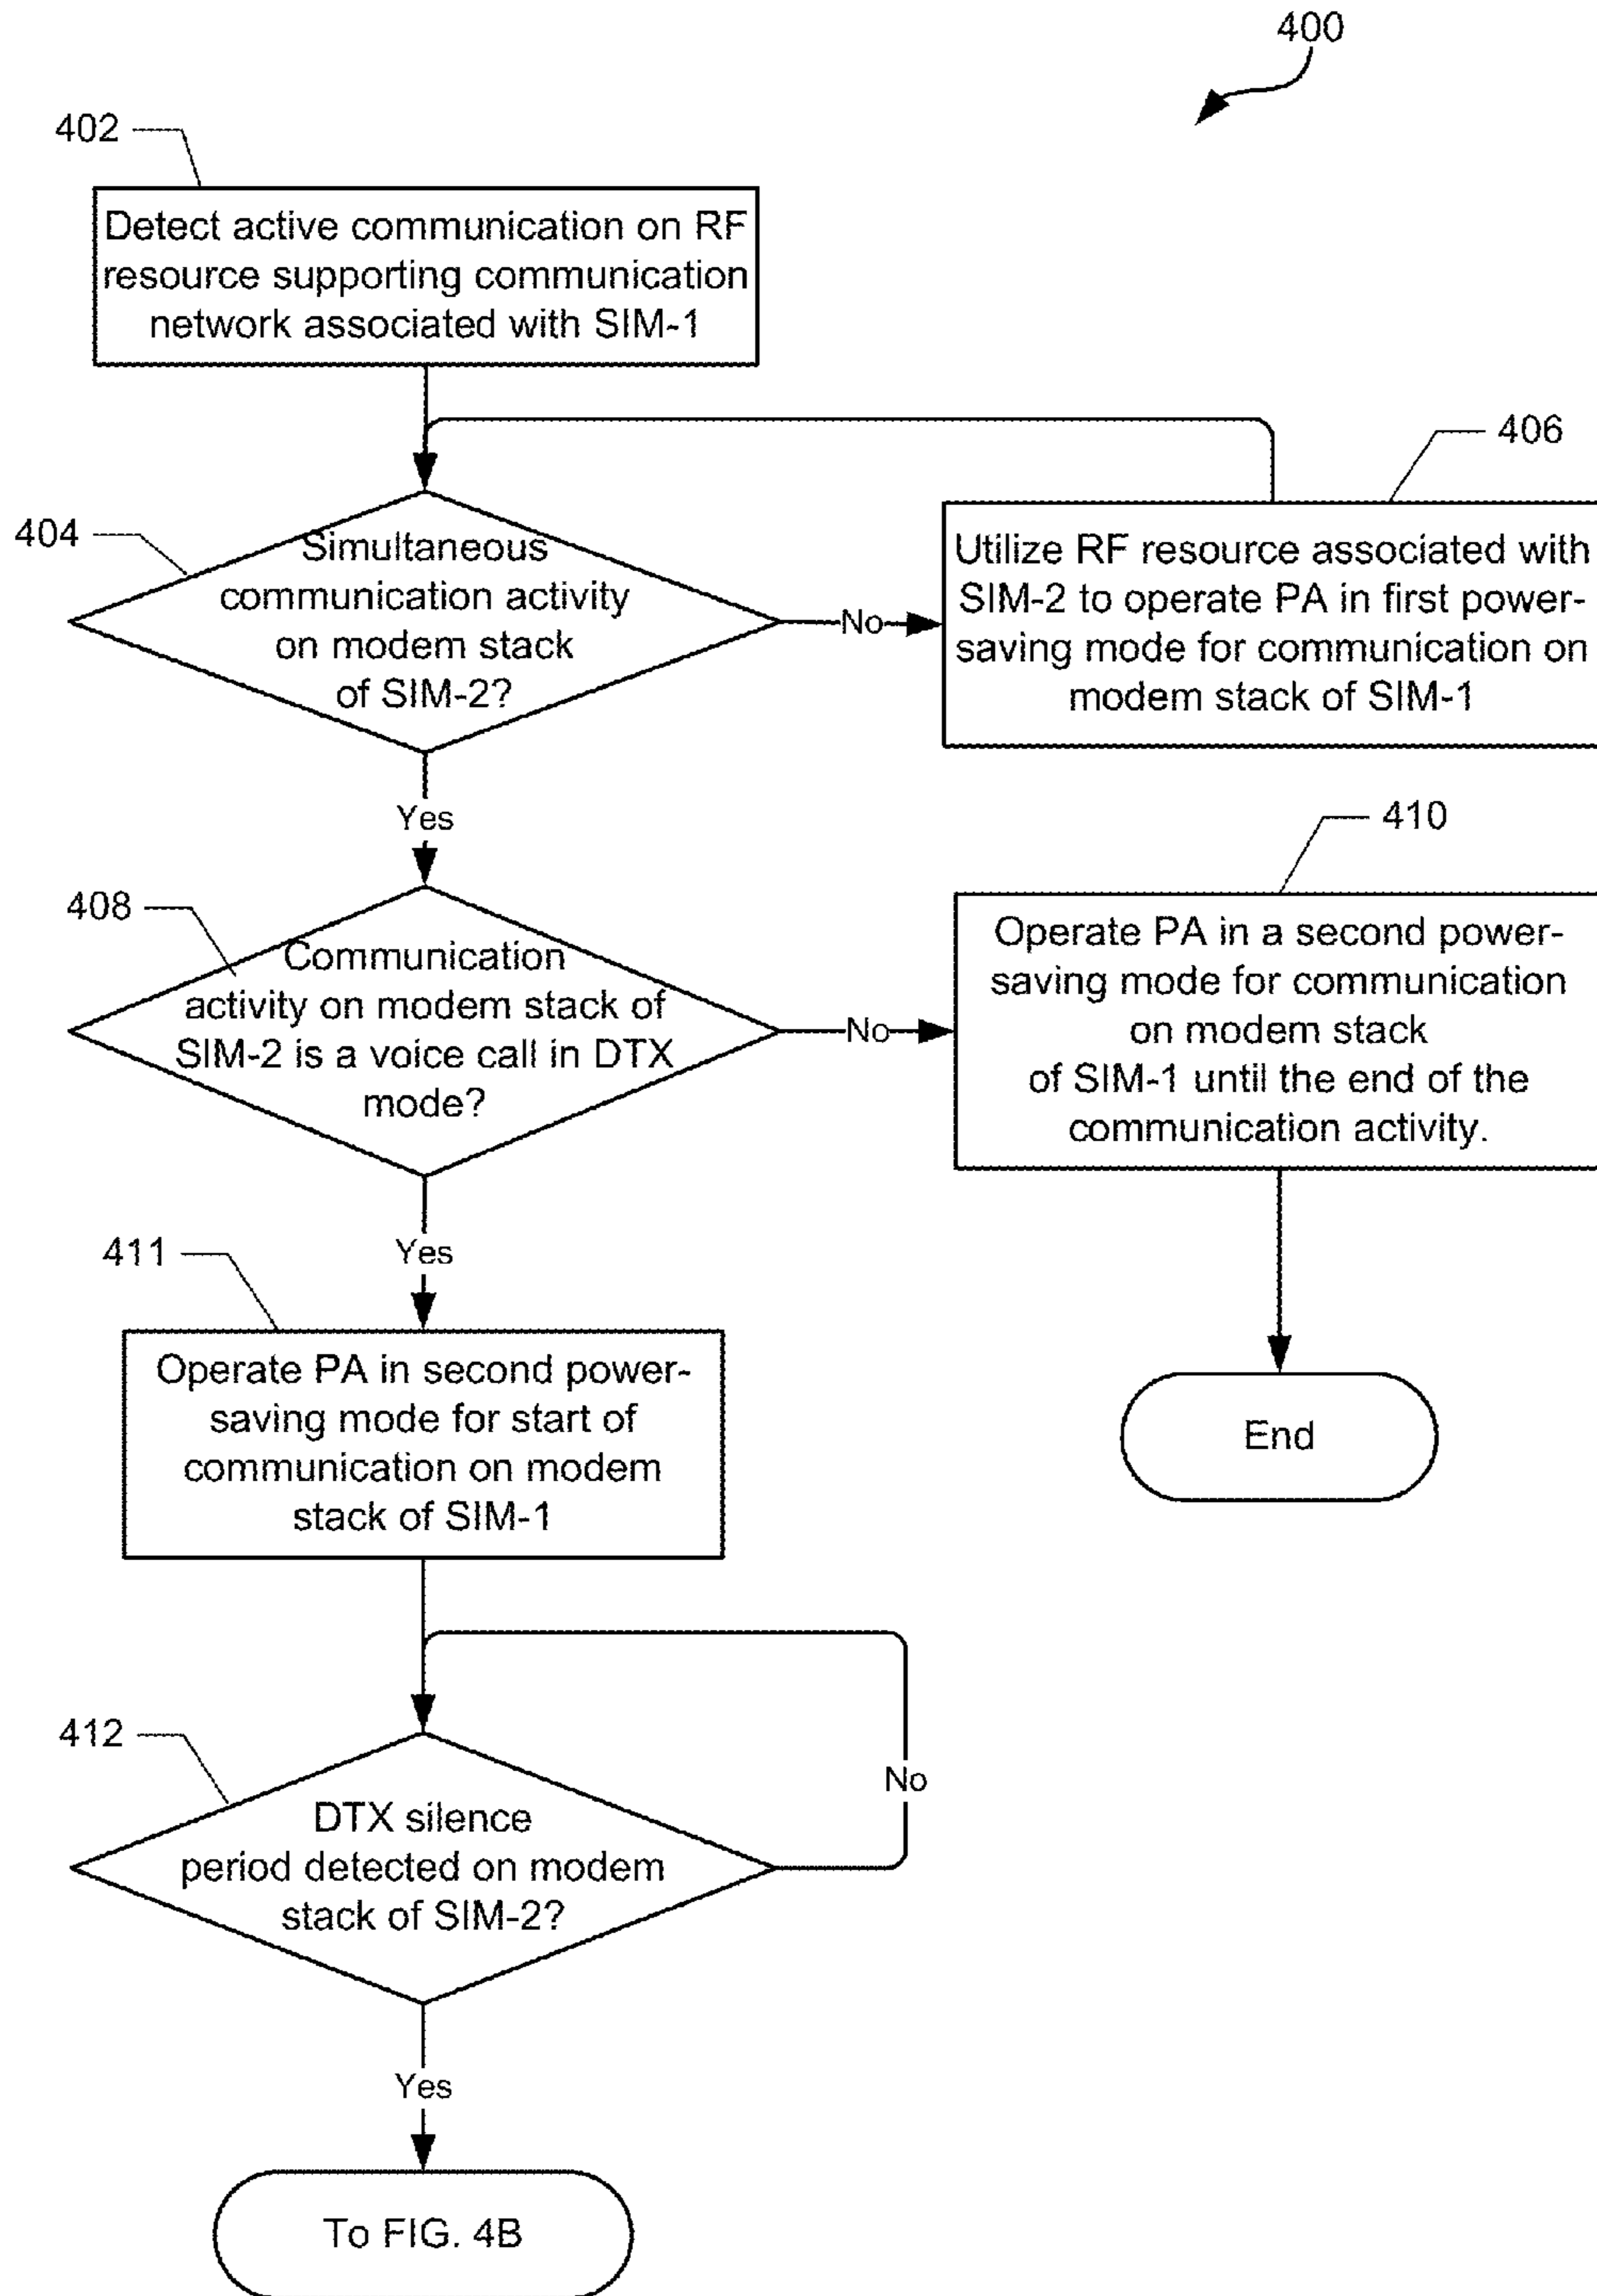 400
402
Detect active communication on RF
resource supporting communication
network associated with SIM-1
406
404
Simultaneous
communication activity
on modem stack
of SIM-2?
No
Utilize RF resource associated with
SIM-2 to operate PA in first power-
saving mode for communication on
modem stack of SIM-1
Yes
410
408
Communication
activity on modem stack of
SIM-2 is a voice call in DTX
mode?
No
Operate PA in a second power-
saving mode for communication
on modem stack
of SIM-1 until the end of the
communication activity.
Yes
411
Operate PA in second power-
saving mode for start of
communication on modem
stack of SIM-1
End
412
DTX silence
period detected on modem
stack of SIM-2?
No
Yes
To FIG. 4B